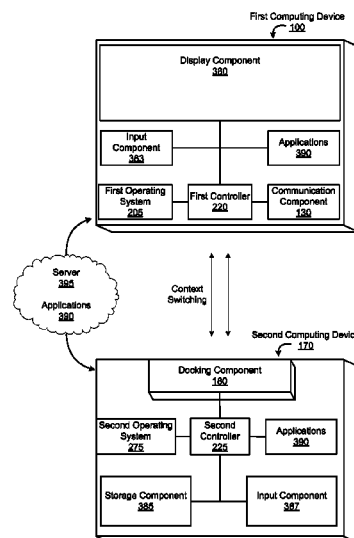 First Computing Device
100
Display Component
380
Input
Component
383
Applications
390
First Operating
System
205
First Controller
220
Communication
Component
130
Server
395
Applications
390
Context
Switching
Second Computing Device
170
Docking Component
180
Second Operating
System
275
Second
Controller
225
Applications
390
Storage Component
385
Input Component
387